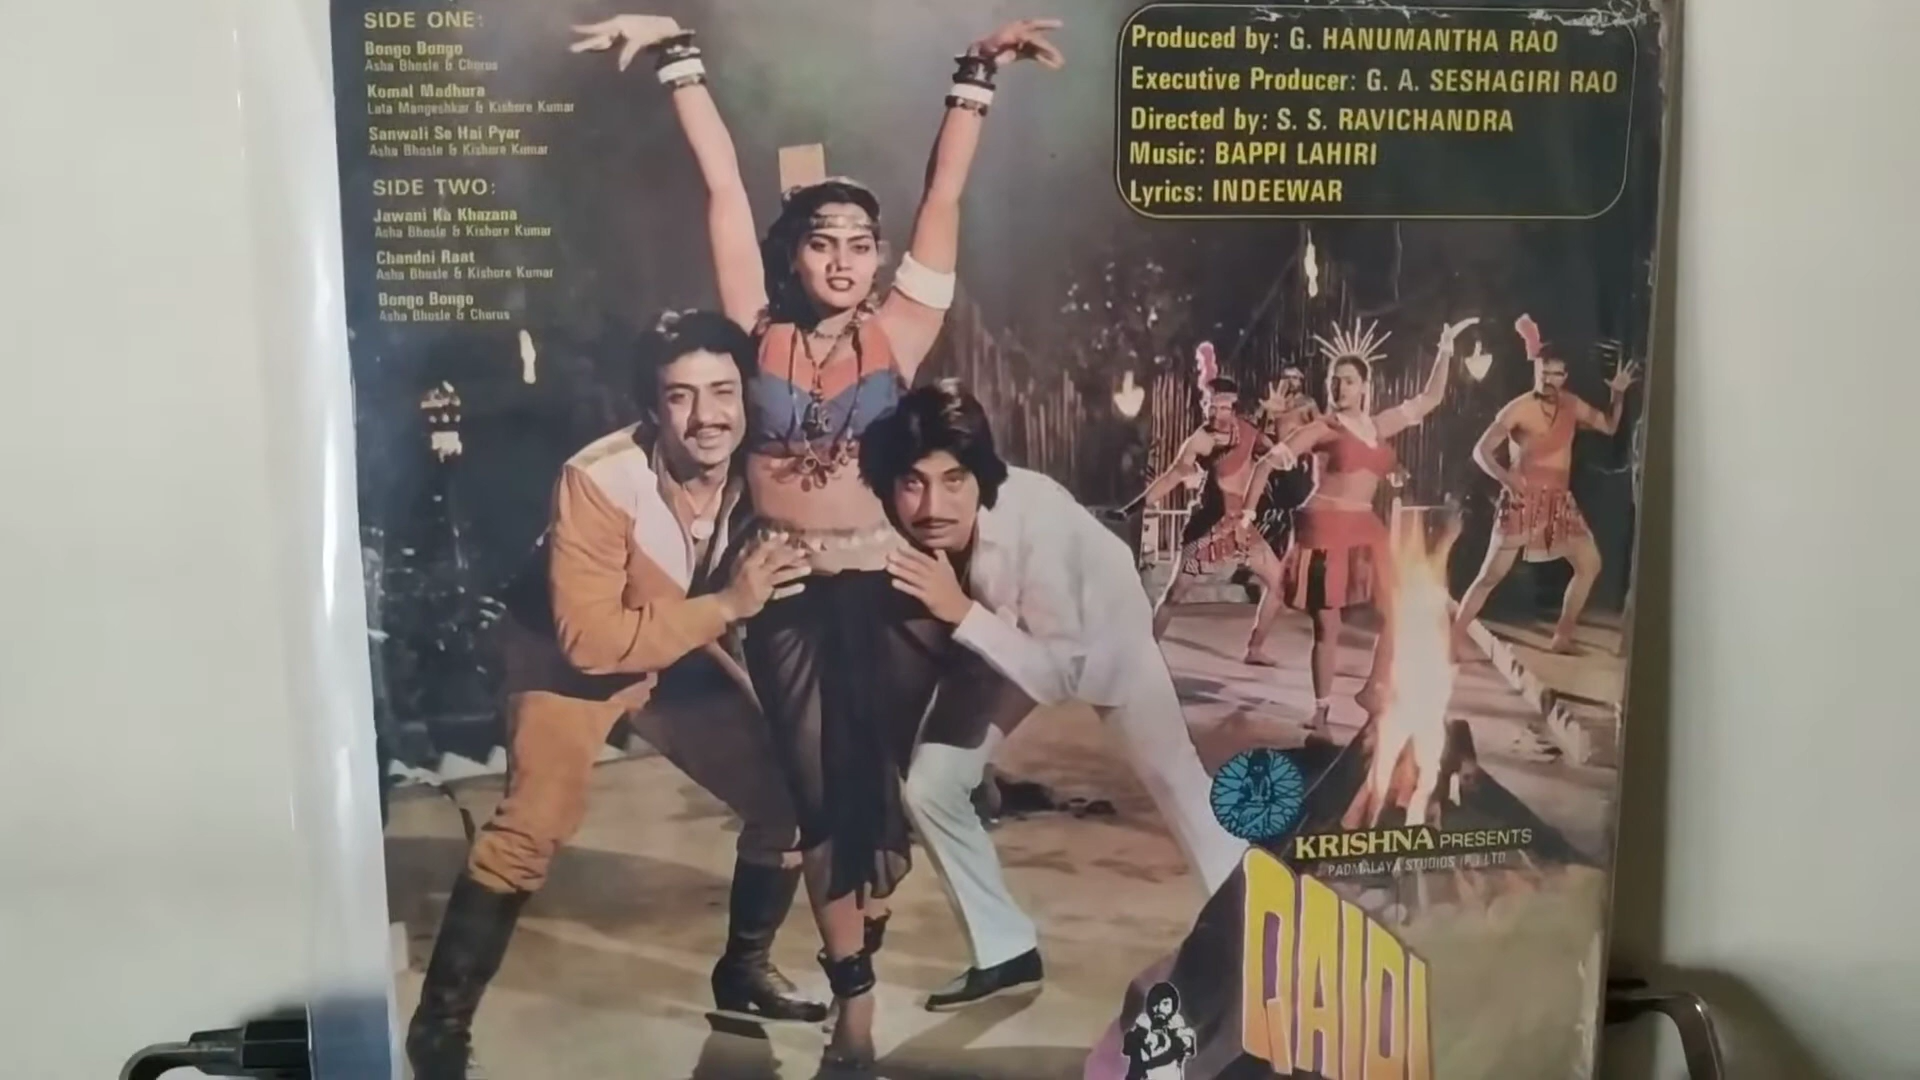 SIDE ONE:
Bongo Bongo
Asha Bhosle & Chorus
Komal Madhura
Lata Mangeshkar & Kishore Kumar
Sanwali Se Hai Pyar
Asha Bhosle & Kishore Kumar
SIDE TWO:
Jawani Ka Khazana
Asha Bhosle & Kishore Kumar
Chandni Raat
Asha Bhosle & Kishore Kumar
Bongo Bongo
Asha Bhosle & Chorus
Produced by: G. HANUMANTHA RAO
Executive Producer: G. A. SESHAGIRI RAO
Directed by: S. S. RAVICHANDRA
Music: BAPPI LAHIRI
Lyrics: INDEEWAR
KRISHNA PRESENTS
PADMALAYA STUDIOS (P) LTD
QAIDI